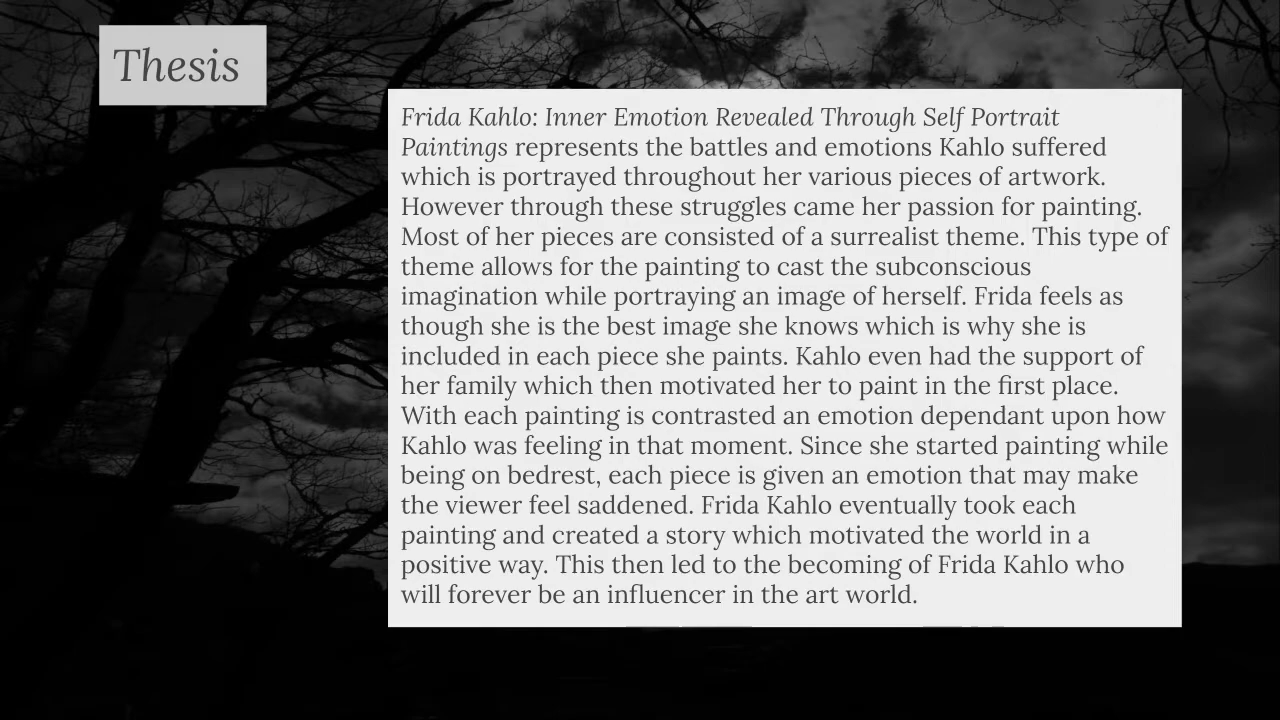 Thesis
Frida Kahlo: Inner Emotion Revealed Through Self Portrait
Paintings represents the battles and emotions Kahlo suffered
which is portrayed throughout her various pieces of artwork.
However through these struggles came her passion for painting.
Most of her pieces are consisted of a surrealist theme. This type of
theme allows for the painting to cast the subconscious
imagination while portraying an image of herself. Frida feels as
though she is the best image she knows which is why she is
included in each piece she paints. Kahlo even had the support of
her family which then motivated her to paint in the first place.
With each painting is contrasted an emotion dependant upon how
Kahlo was feeling in that moment. Since she started painting while
being on bedrest, each piece is given an emotion that may make
the viewer feel saddened. Frida Kahlo eventually took each
painting and created a story which motivated the world in a
positive way. This then led to the becoming of Frida Kahlo who
will forever be an influencer in the art world.